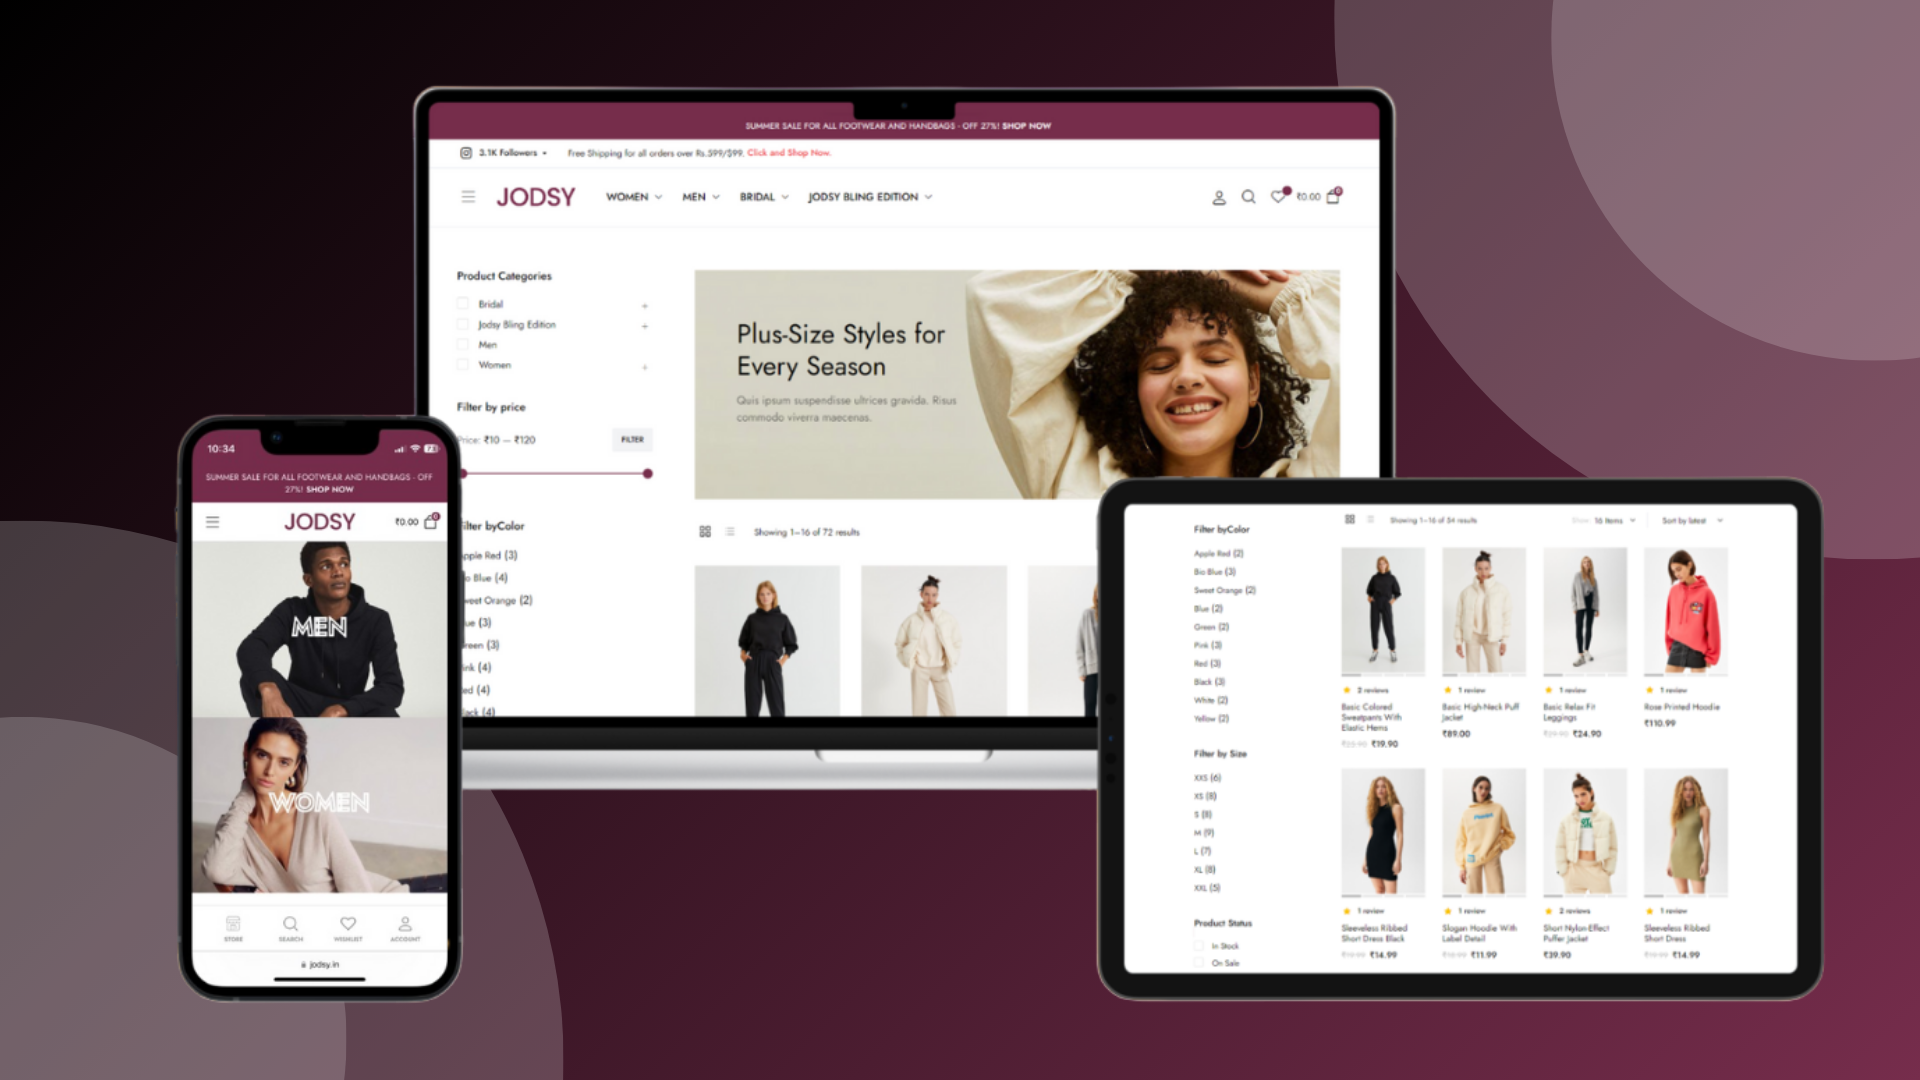 SUMMER SALE FOR ALL FOOTWEAR AND HANDBAGS - OFF 27%! SHOP NOW
3.1K Followers
Free Shipping for all orders over Rs.599/$99. Click and Shop Now.
JODSY
WOMEN
MEN
BRIDAL
JODSY BLING EDITION
₹0.00
0
Product Categories
Bridal
Jodsy Bling Edition
Men
Women
Filter by price
Price: ₹10 — ₹120
FILTER
Plus-Size Styles for
Every Season
Quis ipsum suspendisse ultrices gravida. Risus
commodo viverra maecenas.
Showing 1–16 of 72 results
Filter byColor
Apple Red (3)
Bio Blue (4)
Sweet Orange (2)
(3)
(3)
(4)
(4)
(4)
10:34
SUMMER SALE FOR ALL FOOTWEAR AND HANDBAGS - OFF
27%! SHOP NOW
JODSY
₹0.00
0
MEN
WOMEN
STORE
SEARCH
WISHLIST
ACCOUNT
jodsy.in
Filter byColor
Apple Red (2)
Bio Blue (3)
Sweet Orange (2)
Blue (2)
Green (2)
Pink (3)
Red (3)
Black (3)
White (2)
Yellow (2)
Filter by Size
XXS (6)
XS (8)
S (8)
M (9)
L (7)
XL (8)
XXL (5)
Product Status
In Stock
On Sale
Showing 1–16 of 54 results
Show: 16 Items
Sort by latest
2 reviews
Basic Colored
Sweatpants With
Elastic Hems
₹19.90
1 review
Basic High-Neck Puff
Jacket
₹89.00
1 review
Basic Relax Fit
Leggings
₹24.90
1 review
Rose Printed Hoodie
₹110.99
1 review
Sleeveless Ribbed
Short Dress Black
₹14.99
1 review
Slogan Hoodie With
Label Detail
₹11.99
2 reviews
Short Nylon-Effect
Puffer Jacket
₹39.90
1 review
Sleeveless Ribbed
Short Dress
₹14.99